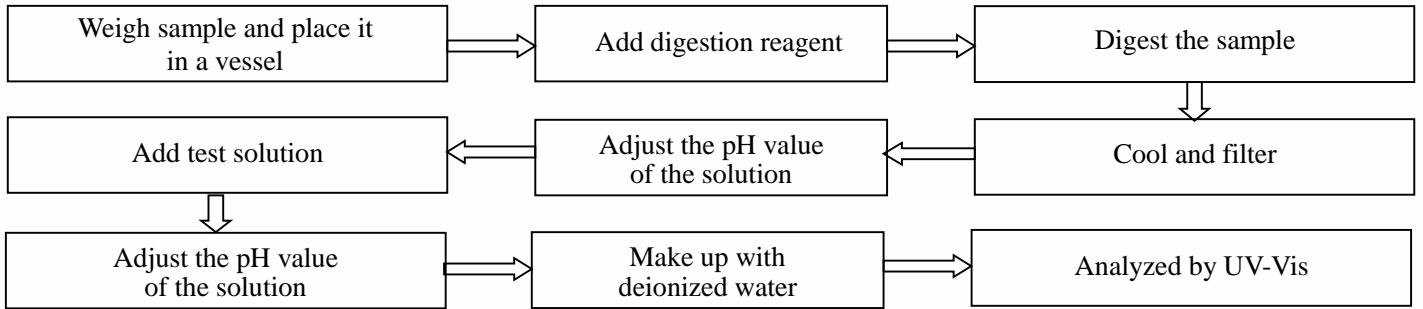 Weigh sample and place it
in a vessel
Add digestion reagent
Digest the sample
Cool and filter
Adjust the pH value
of the solution
Add test solution
Adjust the pH value
of the solution
Make up with
deionized water
Analyzed by UV-Vis